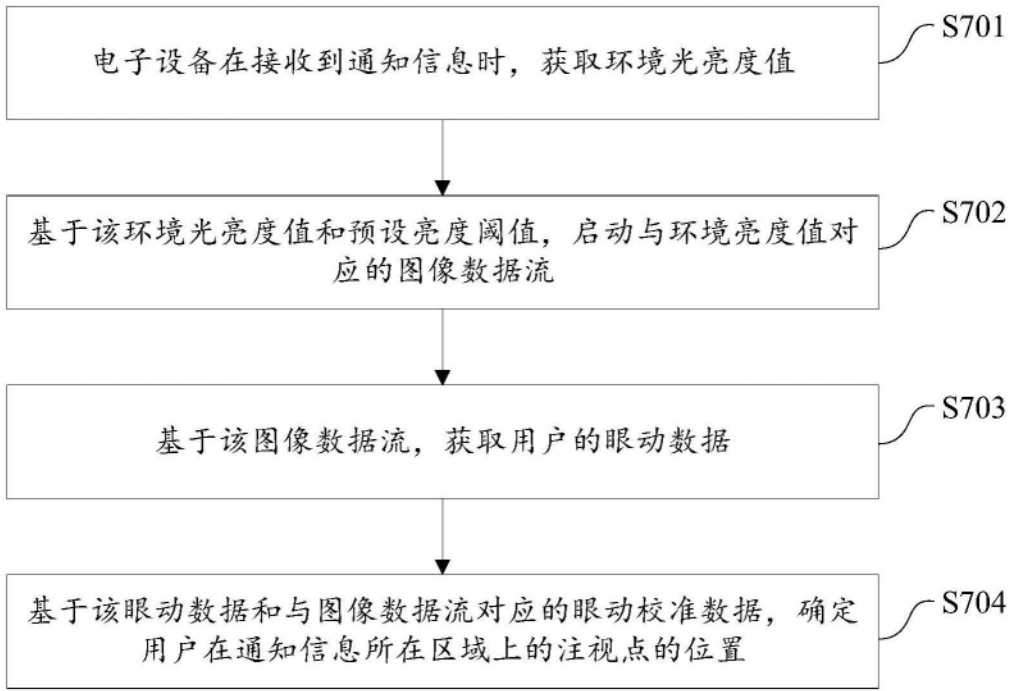 电子设备在接收到通知信息时，获取环境光亮度值
S701
基于该环境光亮度值和预设亮度阈值，启动与环境亮度值对
应的图像数据流
S702
基于该图像数据流，获取用户的眼动数据
S703
基于该眼动数据和与图像数据流对应的眼动校准数据，确定
用户在通知信息所在区域上的注视点的位置
S704